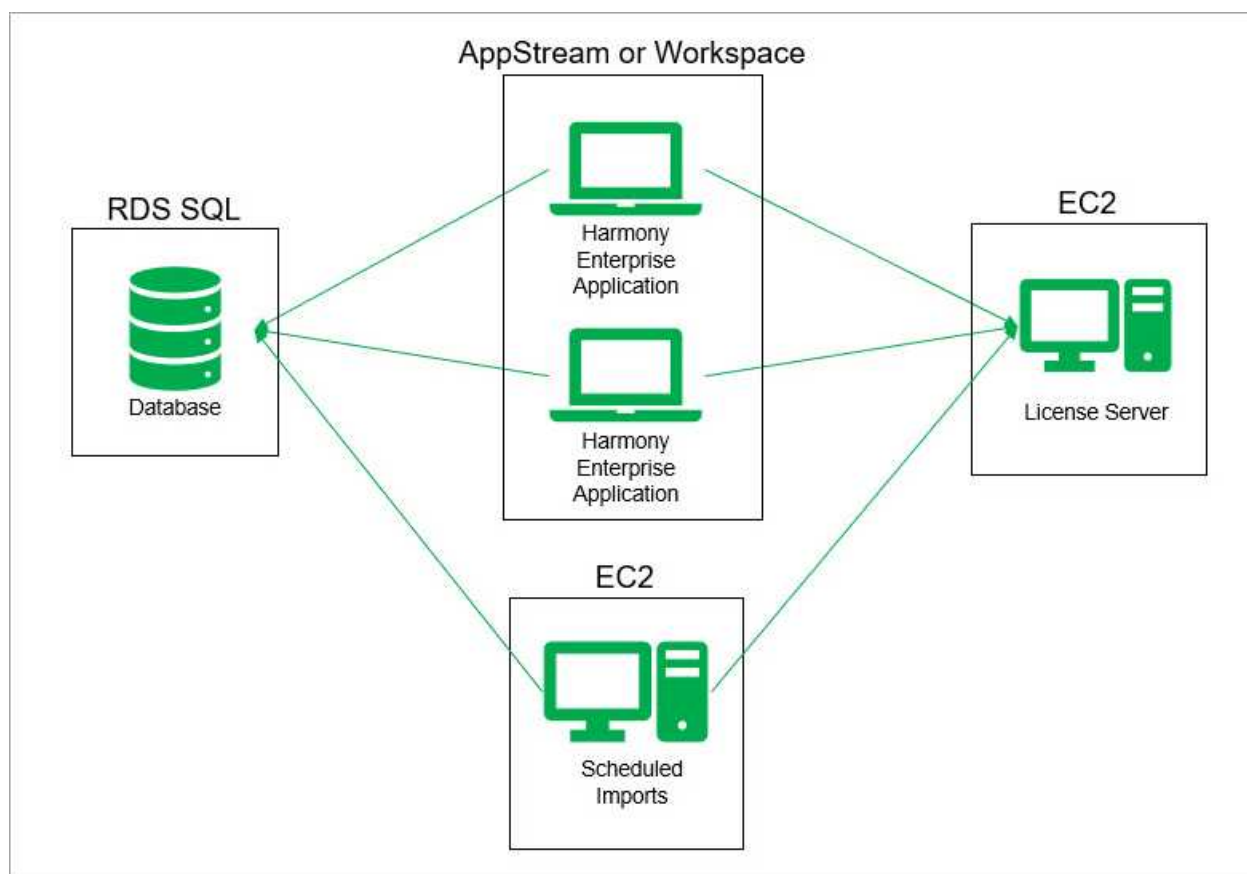 AppStream or Workspace
Harmony
Enterprise
Application
Harmony
Enterprise
Application
RDS SQL
Database
EC2
License Server
EC2
Scheduled
Imports